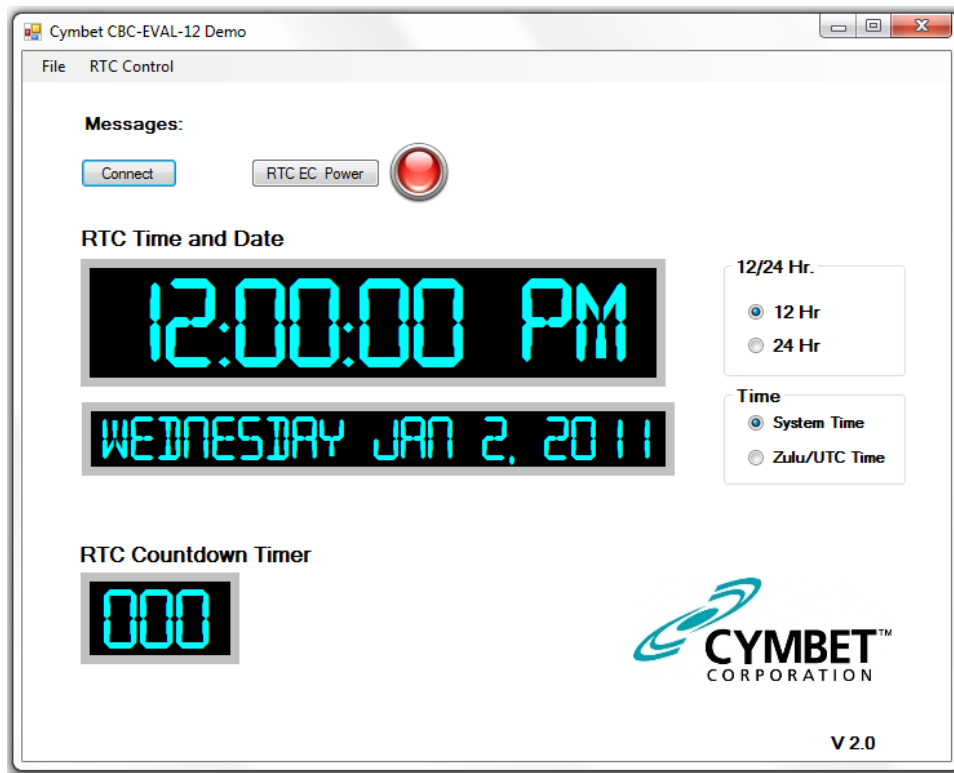 Cymbet CBC-EVAL-12 Demo
File RTC Control
Messages:
Connect RTC EC Power
RTC Time and Date
12:00:00 PM
12/24 Hr.
12 Hr
24 Hr
WEDNESDAY JAN 2, 2011
Time
System Time
Zulu/UTC Time
RTC Countdown Timer
000
CYMBET™
CORPORATION
V 2.0